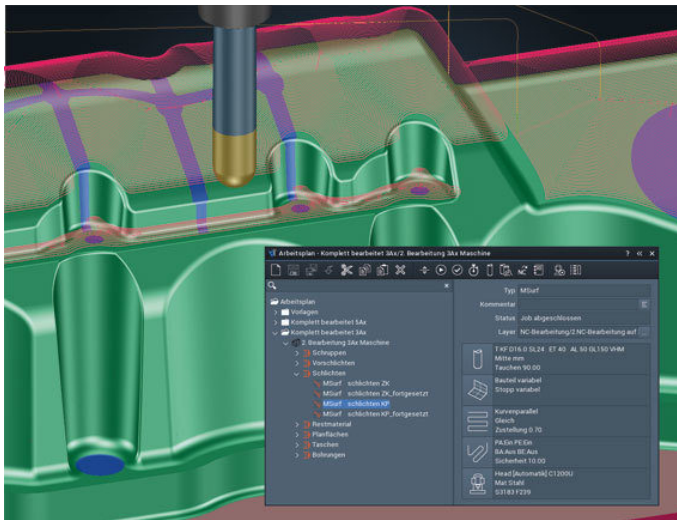 Arbeitsplan - Komplett bearbeitet 3Ax/2. Bearbeitung 3Ax Maschine
Arbeitsplan
Vorlagen
Komplett bearbeitet 5Ax
Komplett bearbeitet 3Ax
2. Bearbeitung 3Ax Maschine
Schruppen
Vorschlichten
Schlichten
MSurf schlichten ZK
MSurf schlichten ZK_fortgesetzt
MSurf schlichten KP
MSurf schlichten KP_fortgesetzt
Restmaterial
Planflächen
Taschen
Bohrungen
Typ MSurf
Kommentar
Status Job abgeschlossen
Layer NC-Bearbeitung/2.NC-Bearbeitung auf
T KF D16.0 SL24 ET 40 AL 50 GL150 VHM
Mitte mm
Tauchen 90.00
Bauteil variabel
Stopp variabel
Kurvenparallel
Gleich
Zustellung 0.70
PA:Ein PE:Ein
BA:Aus BE:Aus
Sicherheit 10.00
Head [Automatik] C1200U
Mat Stahl
S3183 F239